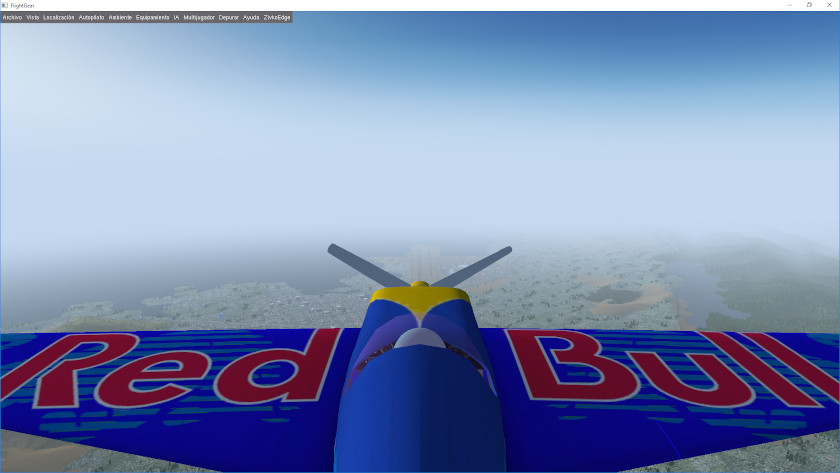 FlightGear
Archivo Vista Localización Autopiloto Ambiente Equipamiento IA Multijugador Depurar Ayuda ZivkoEdge
Red Bull